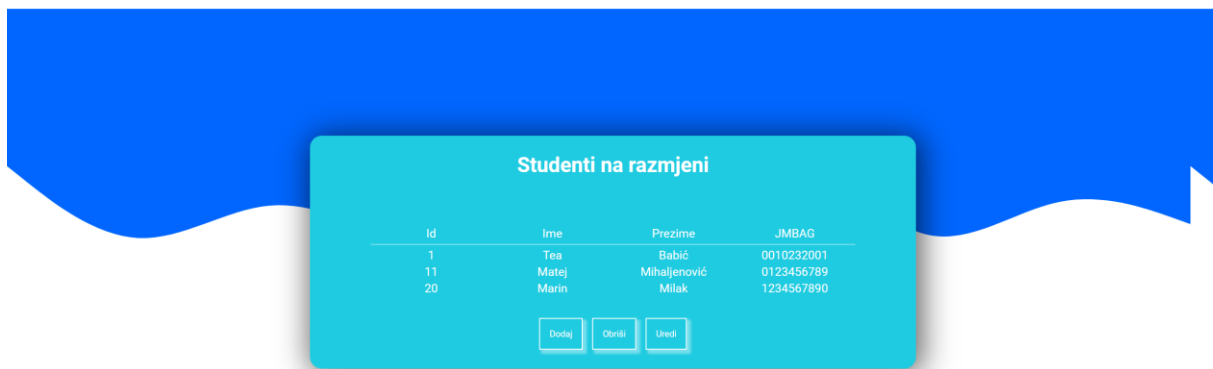 Studenti na razmjeni
Id Ime Prezime JMBAG
1 Tea Babić 0010232001
11 Matej Mihaljenović 0123456789
20 Marin Milak 1234567890
Dodaj Obriši Uredi